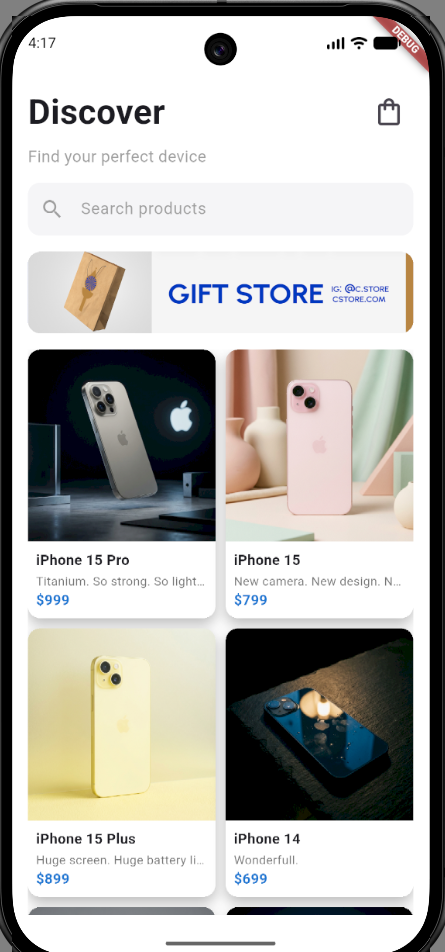 4:17
DEBUG
Discover
Find your perfect device
Search products
GIFT STORE IG: @C.STORE
CSTORE.COM
iPhone 15 Pro
Titanium. So strong. So light...
$999
iPhone 15
New camera. New design. N...
$799
iPhone 15 Plus
Huge screen. Huge battery li...
$899
iPhone 14
Wonderfull.
$699